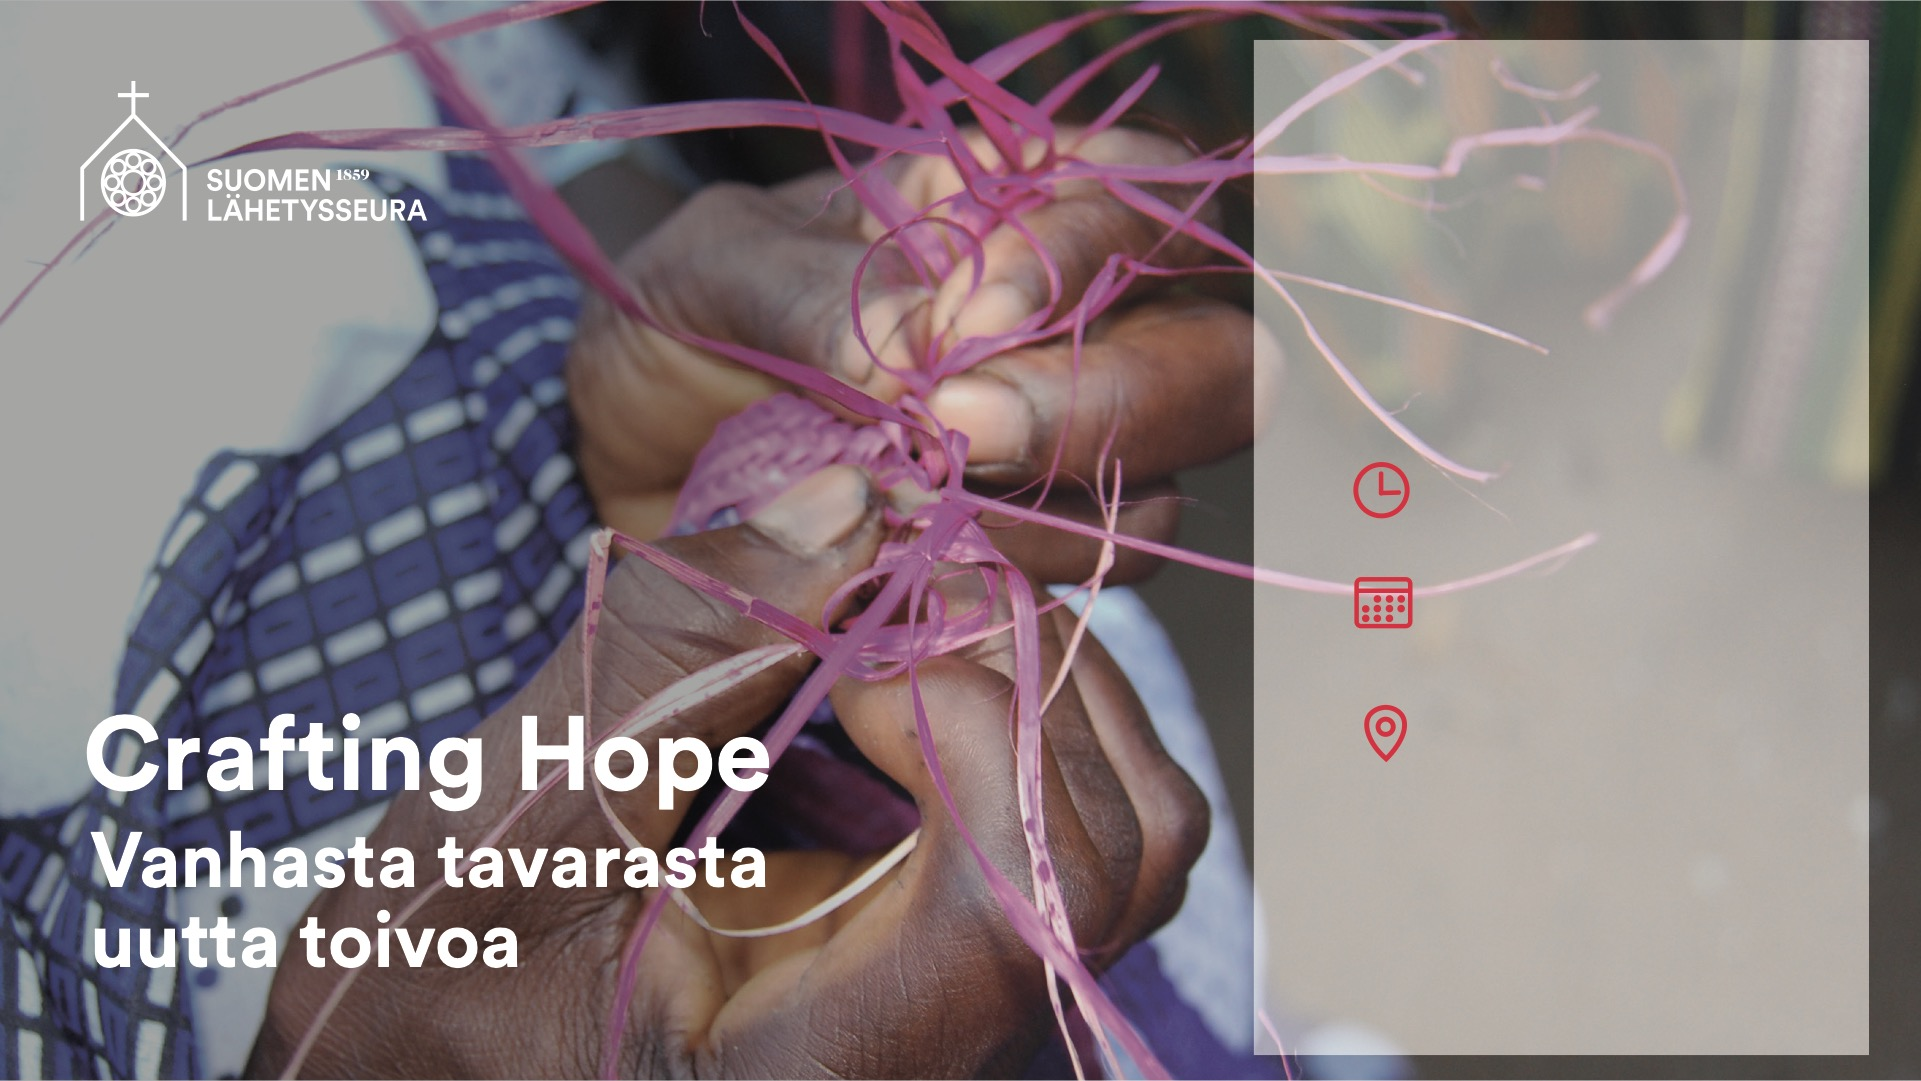 SUOMEN 1859
LÄHETYSSEURA
Crafting Hope
Vanhasta tavarasta
uutta toivoa